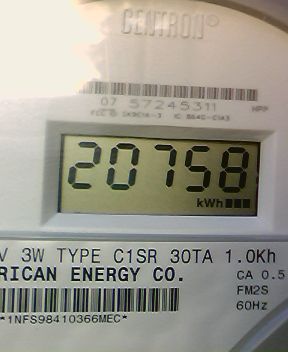 CENTRON®
07 57245311 HPP
20758
kWh
V 3W TYPE C1SR 30TA 1.0Kh
RICAN ENERGY CO. CA 0.5
FM2S
60Hz
*1NFS98410366MEC*